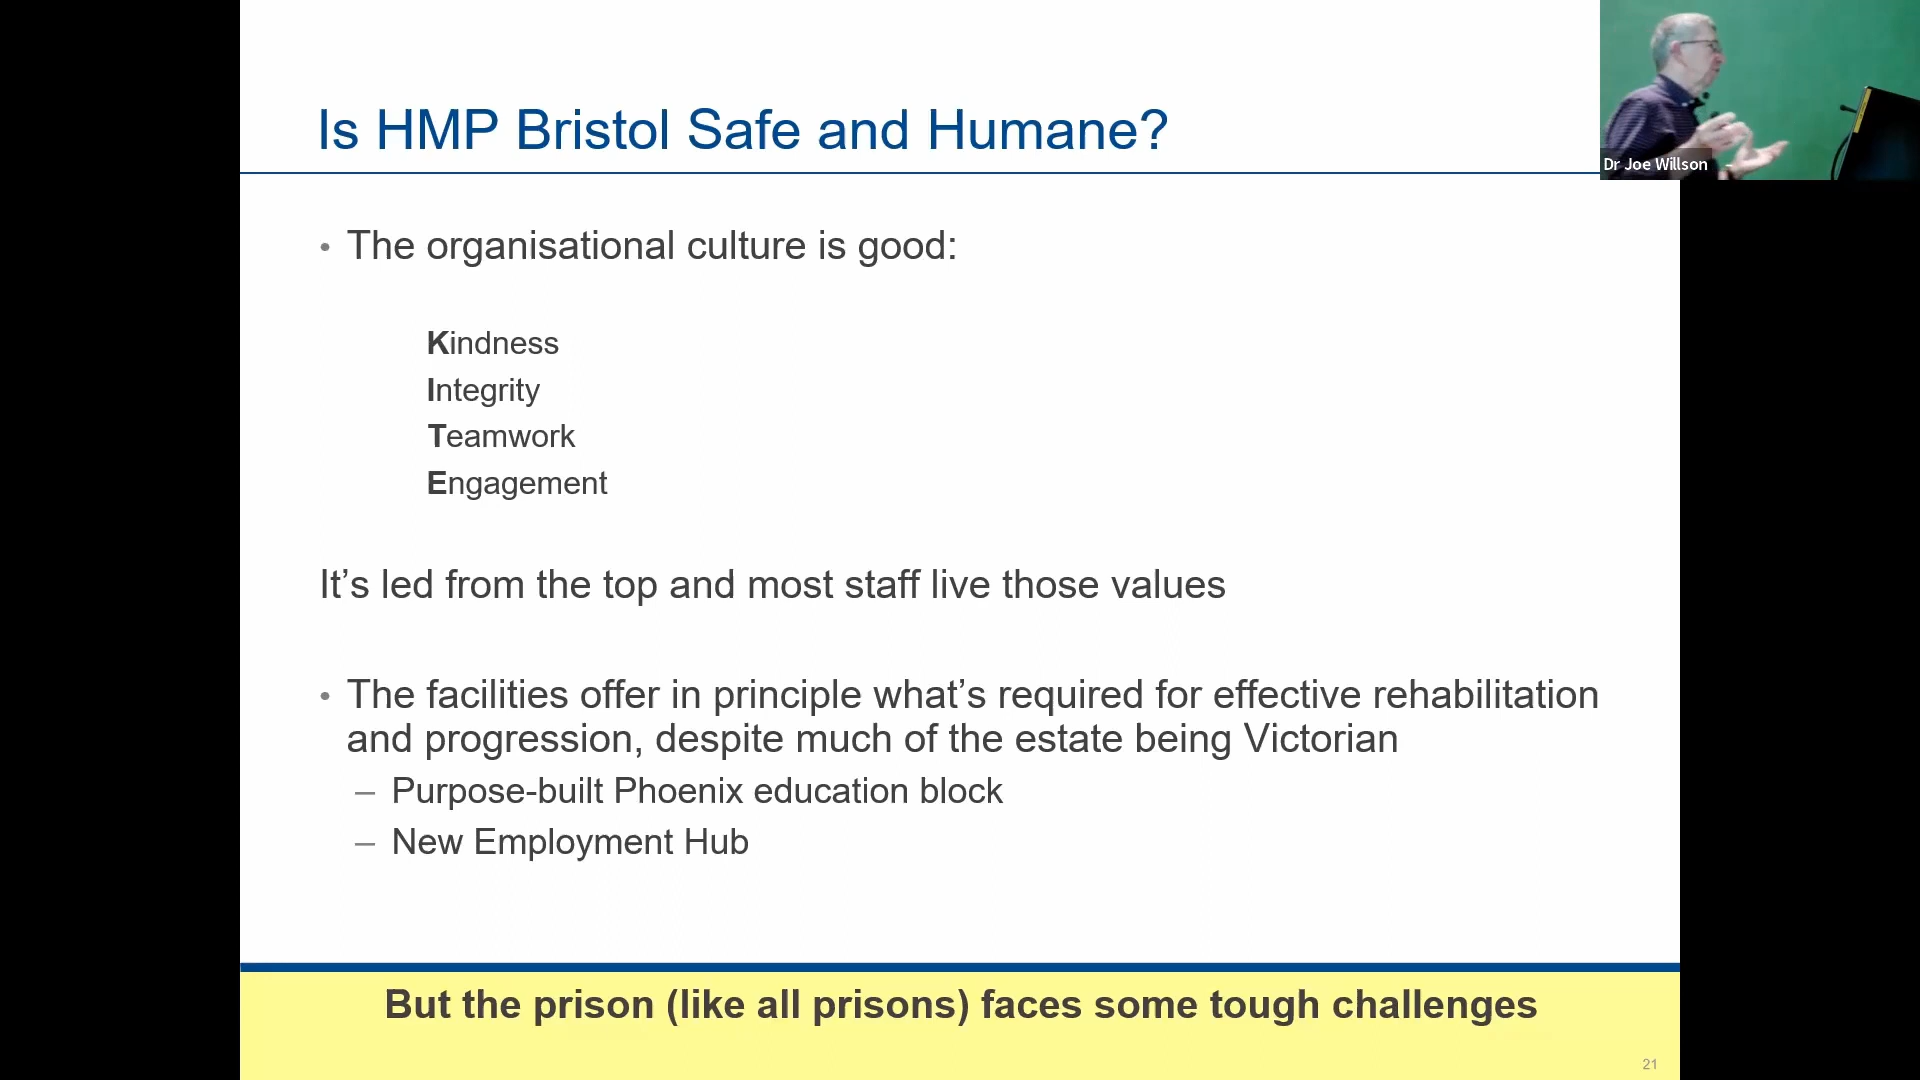 Is HMP Bristol Safe and Humane?
Dr Joe Willson
• The organisational culture is good:
Kindness
Integrity
Teamwork
Engagement
It’s led from the top and most staff live those values
• The facilities offer in principle what’s required for effective rehabilitation
and progression, despite much of the estate being Victorian
– Purpose-built Phoenix education block
– New Employment Hub
But the prison (like all prisons) faces some tough challenges
21